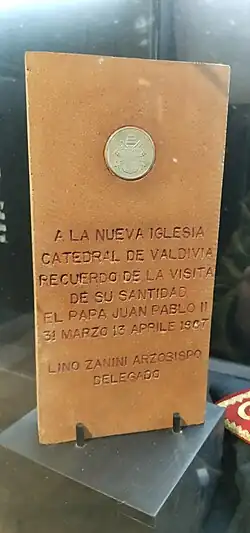 A LA NUEVA IGLESIA
CATEDRAL DE VALDIVIA
RECUERDO DE LA VISITA
DE SU SANTIDAD
EL PAPA JUAN PABLO II
31 MARZO 13 APRILE 1987
LINO ZANINI ARZOBISPO
DELEGADO